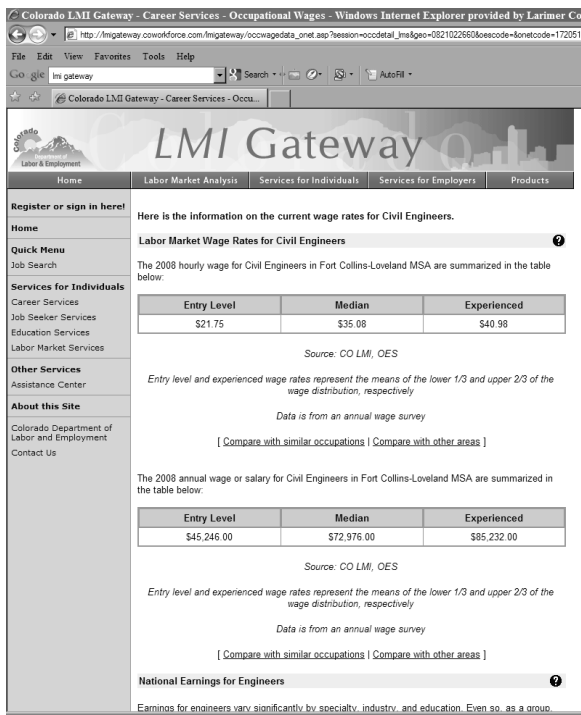 Colorado LMI Gateway - Career Services - Occupational Wages - Windows Internet Explorer provided by Larimer Co
http://lmigateway.coworkforce.com/lmigateway/occwagedata_onet.asp?session=occdetail_lms&geo=0821022660&oescode=&onetcode=172051
File Edit View Favorites Tools Help
Google lmi gateway Search AutoFill
Colorado LMI Gateway - Career Services - Occu...
Colorado
Department of
Labor & Employment
LMI Gateway
Home Labor Market Analysis Services for Individuals Services for Employers Products
Register or sign in here!
Home
Quick Menu
Job Search
Services for Individuals
Career Services
Job Seeker Services
Education Services
Labor Market Services
Other Services
Assistance Center
About this Site
Colorado Department of
Labor and Employment
Contact Us
Here is the information on the current wage rates for Civil Engineers.
Labor Market Wage Rates for Civil Engineers ?
The 2008 hourly wage for Civil Engineers in Fort Collins-Loveland MSA are summarized in the table
below:
Entry Level Median Experienced
$21.75 $35.08 $40.98
Source: CO LMI, OES
Entry level and experienced wage rates represent the means of the lower 1/3 and upper 2/3 of the
wage distribution, respectively
Data is from an annual wage survey
[ Compare with similar occupations | Compare with other areas ]
The 2008 annual wage or salary for Civil Engineers in Fort Collins-Loveland MSA are summarized in
the table below:
Entry Level Median Experienced
$45,246.00 $72,976.00 $85,232.00
Source: CO LMI, OES
Entry level and experienced wage rates represent the means of the lower 1/3 and upper 2/3 of the
wage distribution, respectively
Data is from an annual wage survey
[ Compare with similar occupations | Compare with other areas ]
National Earnings for Engineers ?
Earnings for engineers vary significantly by specialty, industry, and education. Even so, as a group,